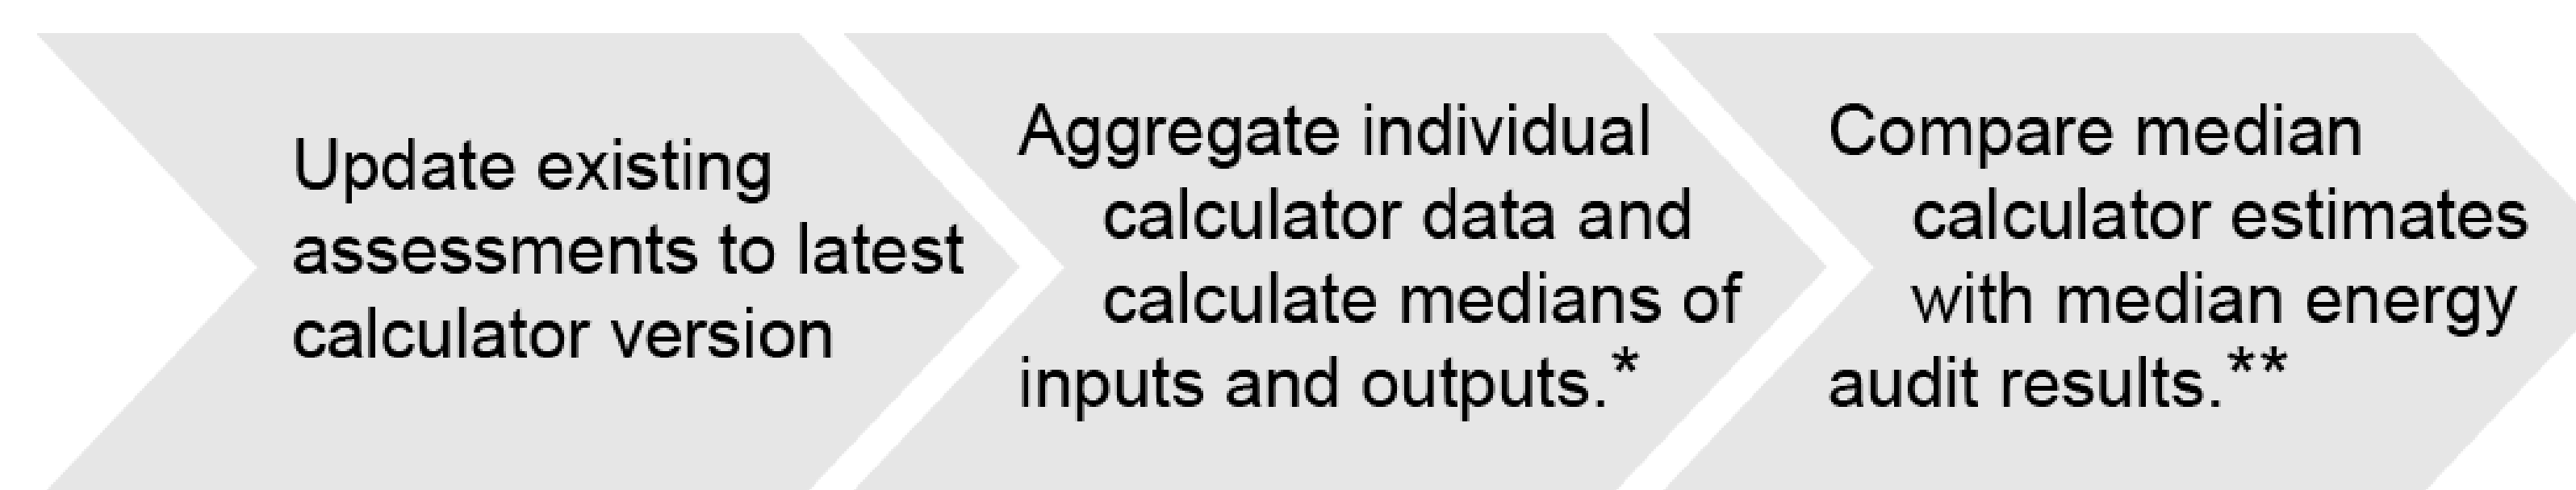 Update existing
assessments to latest
calculator version
Aggregate individual
calculator data and
calculate medians of
inputs and outputs.*
Compare median
calculator estimates
with median energy
audit results.**